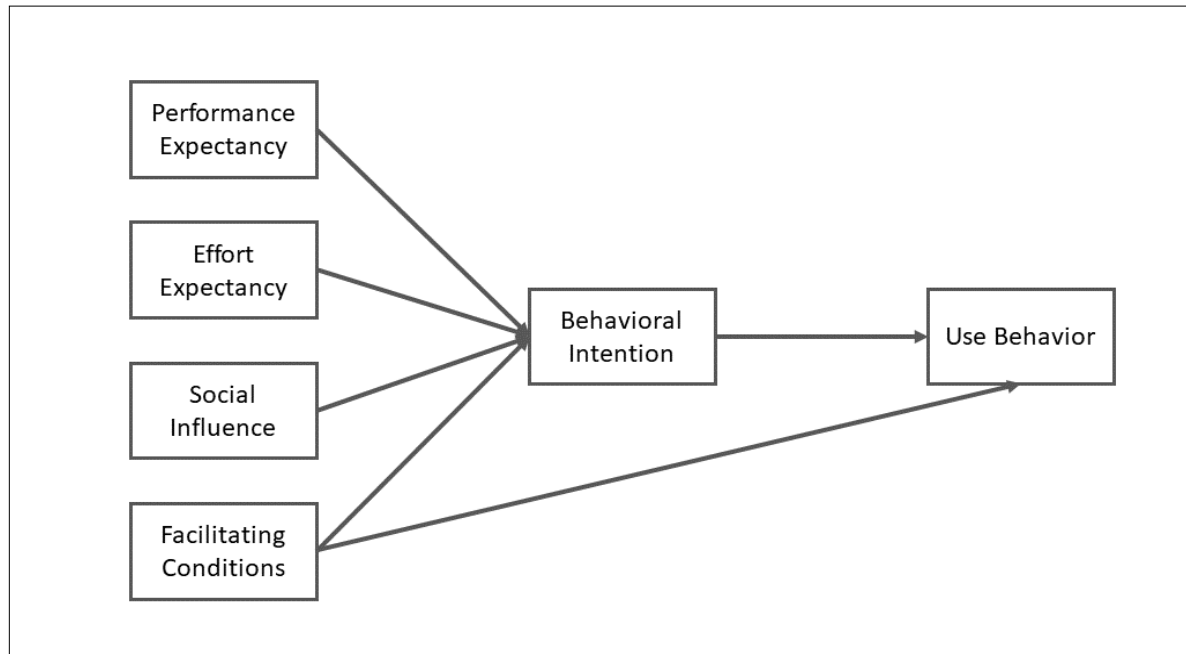 Performance
Expectancy
Effort
Expectancy
Social
Influence
Facilitating
Conditions
Behavioral
Intention
Use Behavior